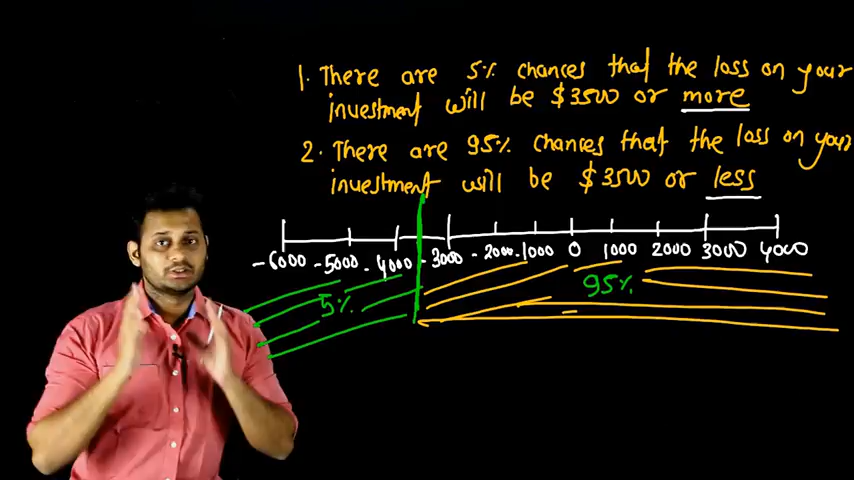 1. There are 5% chances that the loss on your
investment will be $3500 or more
2. There are 95% chances that the loss on your
investment will be $3500 or less
-6000 -5000 -4000 -3000 -2000 -1000 0 1000 2000 3000 4000
5% 95%